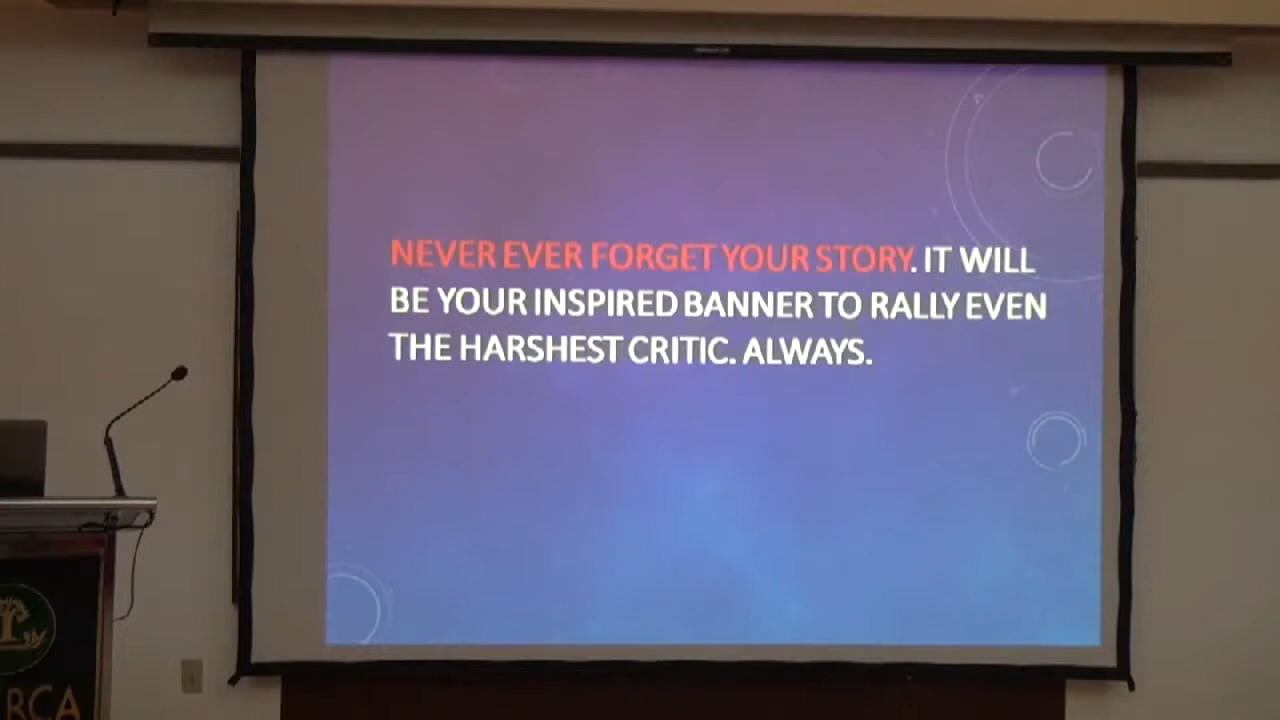 NEVER EVER FORGET YOUR STORY. IT WILL
BE YOUR INSPIRED BANNER TO RALLY EVEN
THE HARSHEST CRITIC. ALWAYS.
RCA